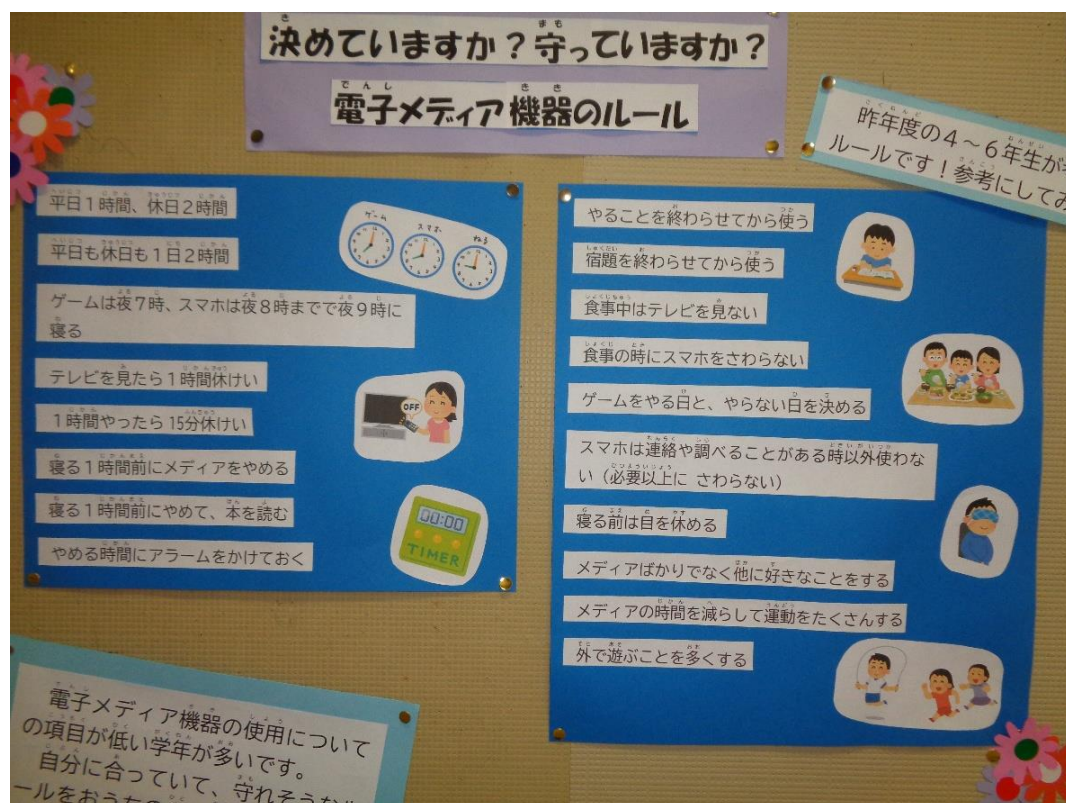 決めていますか？守っていますか？
電子メディア機器のルール
昨年度の4～6年生が
ルールです！参考にしてみ
平日1時間、休日2時間
平日も休日も1日2時間
ゲームは夜7時、スマホは夜8時までで夜9時に
寝る
テレビを見たら1時間休けい
1時間やったら15分休けい
寝る1時間前にメディアをやめる
寝る1時間前にやめて、本を読む
やめる時間にアラームをかけておく
ゲーム
スマホ
ねる
OFF
00:00
TIMER
やることを終わらせてから使う
宿題を終わらせてから使う
食事中はテレビを見ない
食事の時にスマホをさわらない
ゲームをやる日と、やらない日を決める
スマホは連絡や調べることがある時以外使わな
い（必要以上に さわらない）
寝る前は目を休める
メディアばかりでなく他に好きなことをする
メディアの時間を減らして運動をたくさんする
外で遊ぶことを多くする
電子メディア機器の使用について
の項目が低い学年が多いです。
自分に合っていて、守れそうな
ールをおうちの